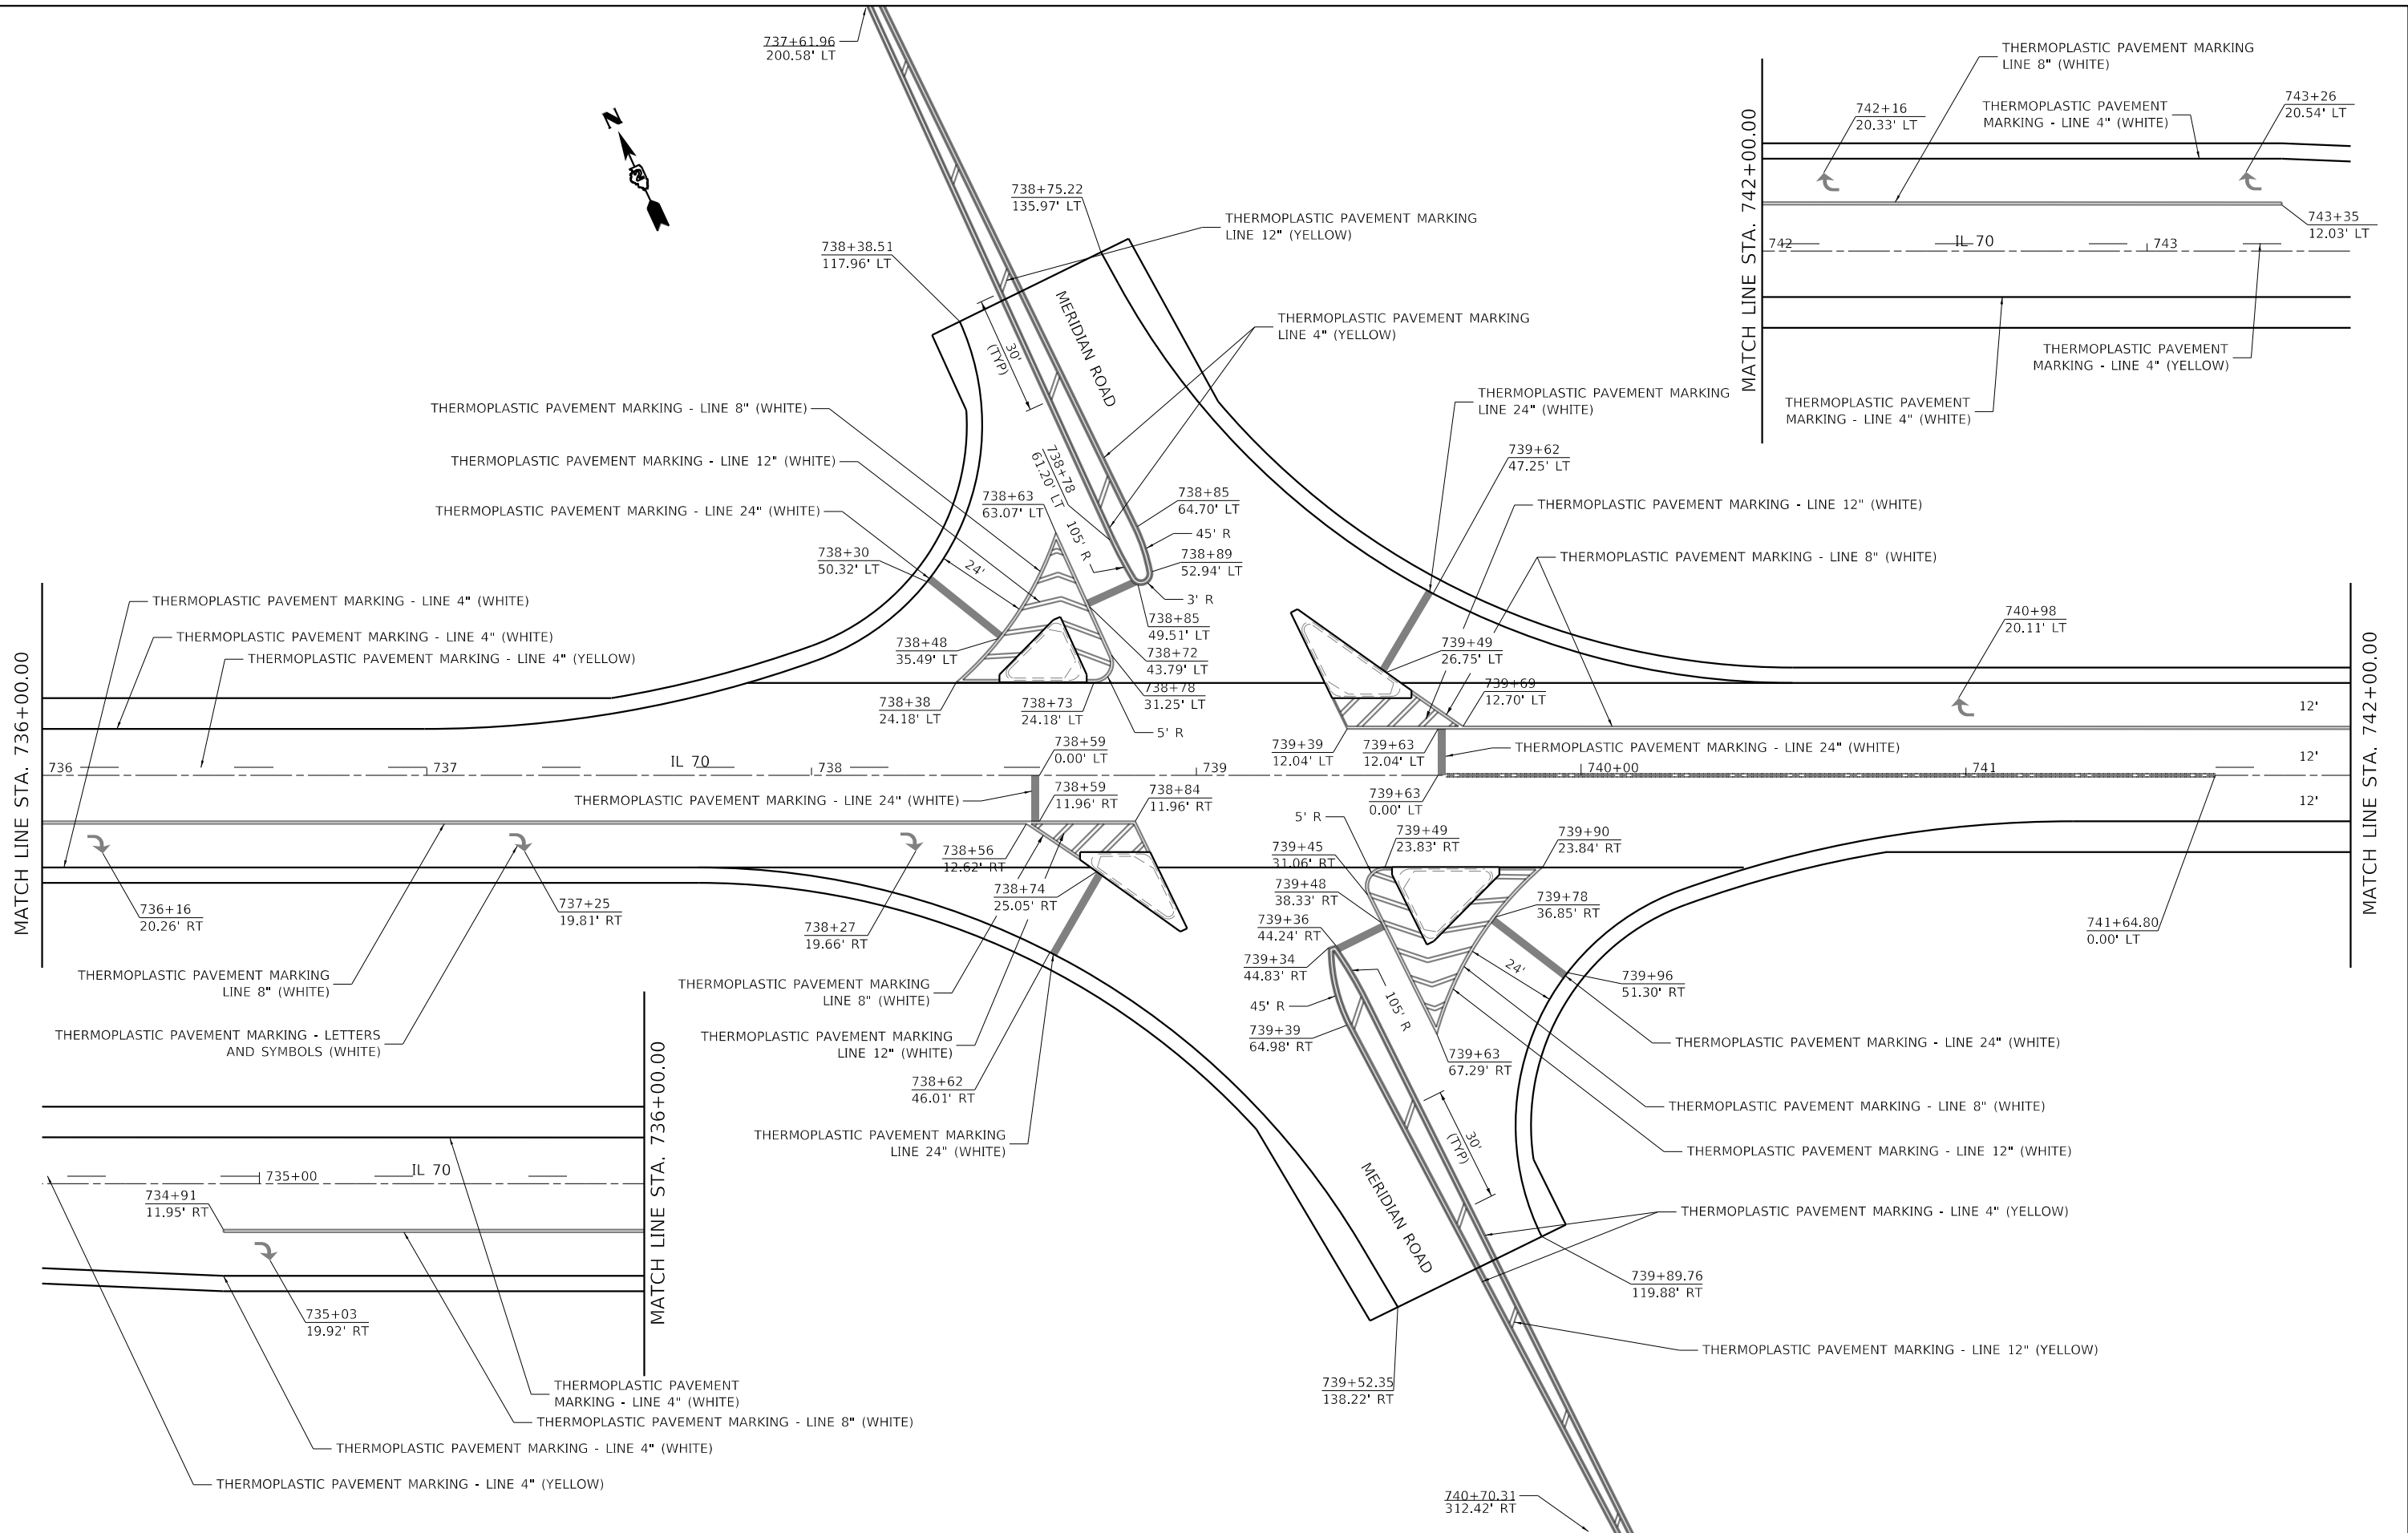 737+61.96
200.58' LT
N
738+75.22
135.97' LT
THERMOPLASTIC PAVEMENT MARKING
LINE 12" (YELLOW)
738+38.51
117.96' LT
30'
(TYP)
MERIDIAN ROAD
THERMOPLASTIC PAVEMENT MARKING
LINE 4" (YELLOW)
THERMOPLASTIC PAVEMENT MARKING
LINE 8" (WHITE)
742+16
20.33' LT
THERMOPLASTIC PAVEMENT
MARKING - LINE 4" (WHITE)
743+26
20.54' LT
MATCH LINE STA. 742+00.00
743+35
12.03' LT
742
IL 70
743
THERMOPLASTIC PAVEMENT
MARKING - LINE 4" (YELLOW)
THERMOPLASTIC PAVEMENT
MARKING - LINE 4" (WHITE)
THERMOPLASTIC PAVEMENT MARKING
LINE 24" (WHITE)
THERMOPLASTIC PAVEMENT MARKING - LINE 8" (WHITE)
THERMOPLASTIC PAVEMENT MARKING - LINE 12" (WHITE)
THERMOPLASTIC PAVEMENT MARKING - LINE 24" (WHITE)
738+78
61.20' LT
738+63
63.07' LT
105' R
738+85
64.70' LT
45' R
738+89
52.94' LT
3' R
738+85
49.51' LT
738+72
43.79' LT
738+78
31.25' LT
5' R
738+30
50.32' LT
24'
738+48
35.49' LT
738+38
24.18' LT
738+73
24.18' LT
739+62
47.25' LT
THERMOPLASTIC PAVEMENT MARKING - LINE 12" (WHITE)
THERMOPLASTIC PAVEMENT MARKING - LINE 8" (WHITE)
739+49
26.75' LT
739+69
12.70' LT
740+98
20.11' LT
MATCH LINE STA. 736+00.00
THERMOPLASTIC PAVEMENT MARKING - LINE 4" (WHITE)
THERMOPLASTIC PAVEMENT MARKING - LINE 4" (WHITE)
THERMOPLASTIC PAVEMENT MARKING - LINE 4" (YELLOW)
736
737
IL 70
738
739
740+00
741
738+59
0.00' LT
739+39
12.04' LT
739+63
12.04' LT
THERMOPLASTIC PAVEMENT MARKING - LINE 24" (WHITE)
12'
12'
12'
MATCH LINE STA. 742+00.00
THERMOPLASTIC PAVEMENT MARKING - LINE 24" (WHITE)
738+59
11.96' RT
738+84
11.96' RT
739+63
0.00' LT
738+56
12.62' RT
738+74
25.05' RT
736+16
20.26' RT
737+25
19.81' RT
738+27
19.66' RT
5' R
739+49
23.83' RT
739+90
23.84' RT
739+45
31.06' RT
739+48
38.33' RT
739+36
44.24' RT
739+34
44.83' RT
45' R
739+39
64.98' RT
105' R
739+78
36.85' RT
24'
739+96
51.30' RT
739+63
67.29' RT
741+64.80
0.00' LT
THERMOPLASTIC PAVEMENT MARKING
LINE 8" (WHITE)
THERMOPLASTIC PAVEMENT MARKING - LETTERS
AND SYMBOLS (WHITE)
THERMOPLASTIC PAVEMENT MARKING
LINE 8" (WHITE)
THERMOPLASTIC PAVEMENT MARKING
LINE 12" (WHITE)
738+62
46.01' RT
THERMOPLASTIC PAVEMENT MARKING
LINE 24" (WHITE)
THERMOPLASTIC PAVEMENT MARKING - LINE 24" (WHITE)
THERMOPLASTIC PAVEMENT MARKING - LINE 8" (WHITE)
THERMOPLASTIC PAVEMENT MARKING - LINE 12" (WHITE)
THERMOPLASTIC PAVEMENT MARKING - LINE 4" (YELLOW)
30'
(TYP)
MERIDIAN ROAD
739+89.76
119.88' RT
THERMOPLASTIC PAVEMENT MARKING - LINE 12" (YELLOW)
739+52.35
138.22' RT
740+70.31
312.42' RT
MATCH LINE STA. 736+00.00
735+00
IL 70
734+91
11.95' RT
735+03
19.92' RT
THERMOPLASTIC PAVEMENT
MARKING - LINE 4" (WHITE)
THERMOPLASTIC PAVEMENT MARKING - LINE 8" (WHITE)
THERMOPLASTIC PAVEMENT MARKING - LINE 4" (WHITE)
THERMOPLASTIC PAVEMENT MARKING - LINE 4" (YELLOW)